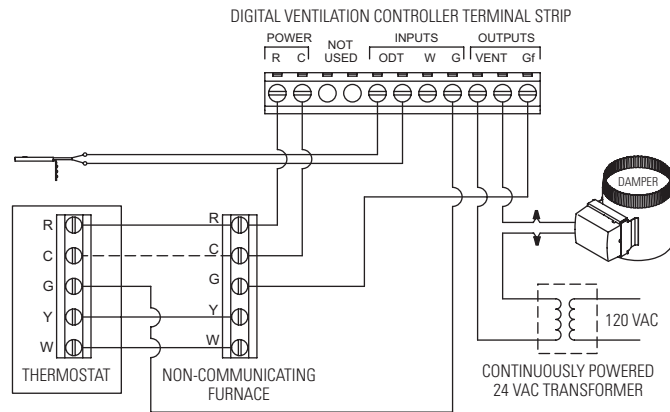 DIGITAL VENTILATION CONTROLLER TERMINAL STRIP
POWER
NOT
USED
INPUTS
OUTPUTS
R
C
ODT
W
G
VENT
Gf
DAMPER
R
C
G
Y
W
R
C
G
Y
W
THERMOSTAT
NON-COMMUNICATING
FURNACE
120 VAC
CONTINUOUSLY POWERED
24 VAC TRANSFORMER